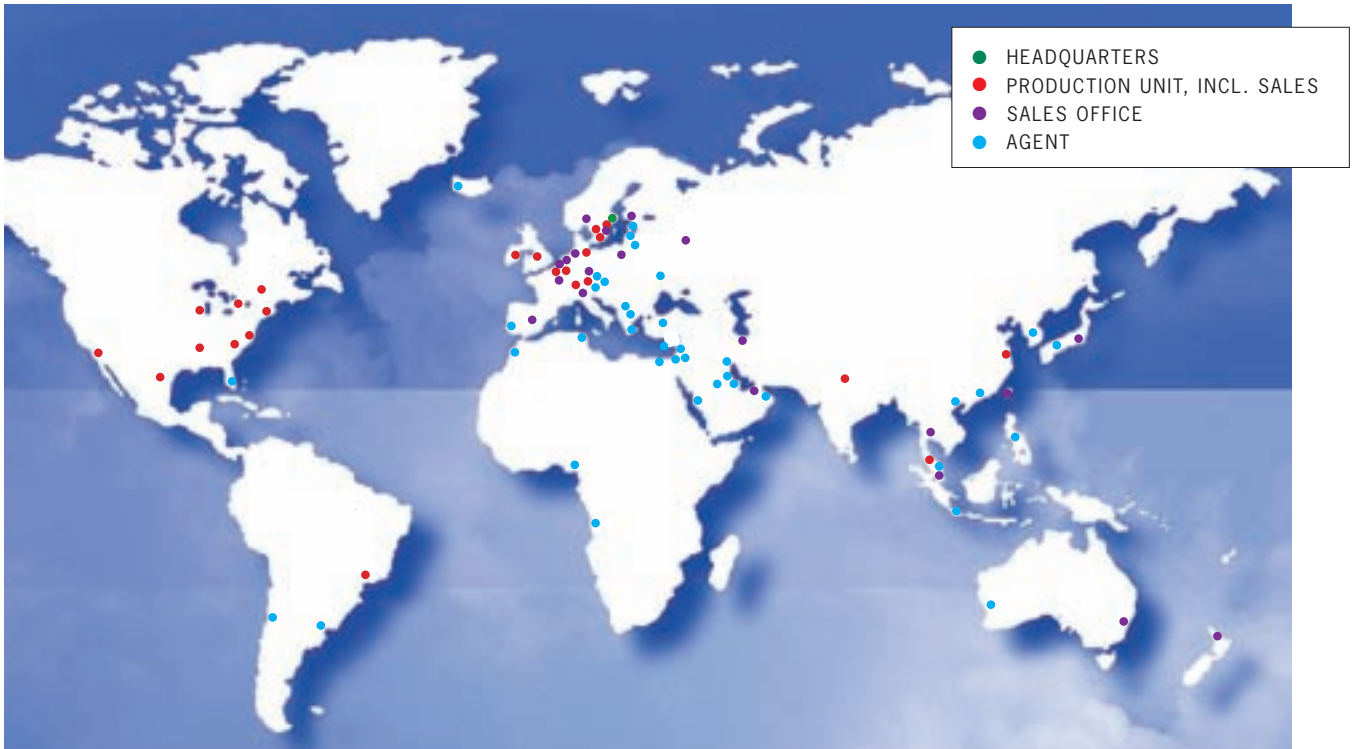 HEADQUARTERS
PRODUCTION UNIT, INCL. SALES
SALES OFFICE
AGENT